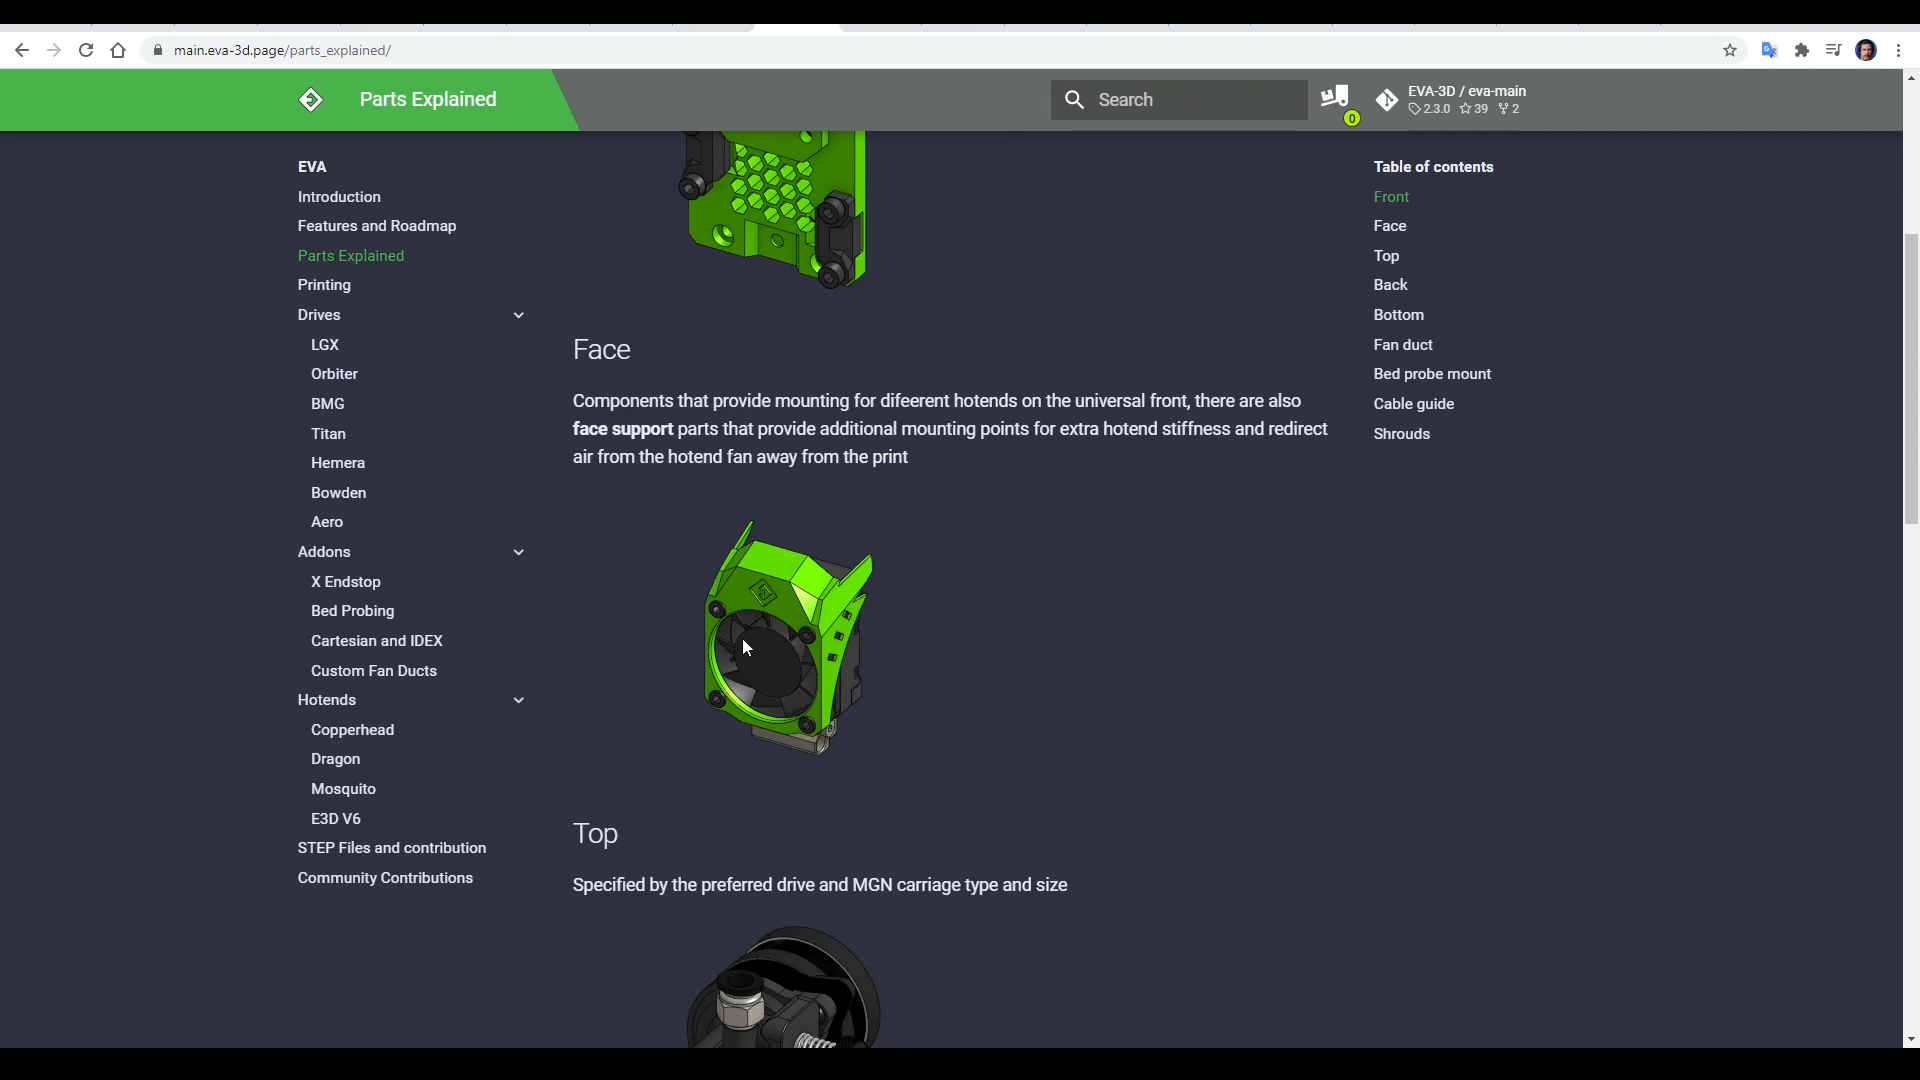 main.eva-3d.page/parts_explained/
Parts Explained
Search
0
EVA-3D / eva-main
2.3.0 39 2
EVA
Introduction
Features and Roadmap
Parts Explained
Printing
Drives
LGX
Orbiter
BMG
Titan
Hemera
Bowden
Aero
Addons
X Endstop
Bed Probing
Cartesian and IDEX
Custom Fan Ducts
Hotends
Copperhead
Dragon
Mosquito
E3D V6
STEP Files and contribution
Community Contributions
Face
Components that provide mounting for difeerent hotends on the universal front, there are also
face support parts that provide additional mounting points for extra hotend stiffness and redirect
air from the hotend fan away from the print
Top
Specified by the preferred drive and MGN carriage type and size
Table of contents
Front
Face
Top
Back
Bottom
Fan duct
Bed probe mount
Cable guide
Shrouds